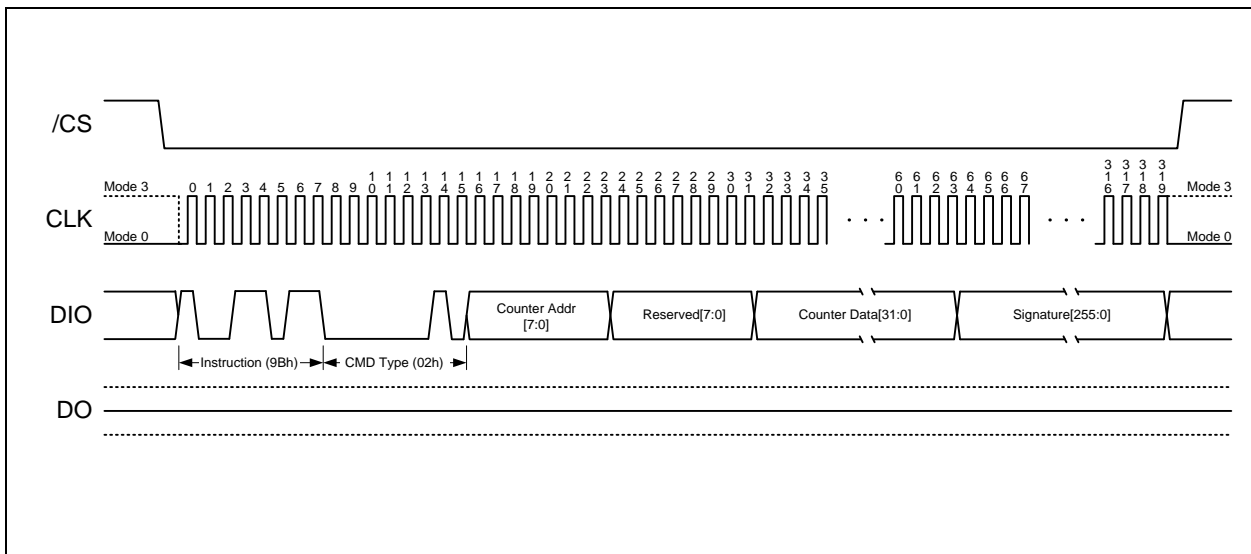 /CS
Mode 3
0 1 2 3 4 5 6 7 8 9 10 11 12 13 14 15 16 17 18 19 20 21 22 23 24 25 26 27 28 29 30 31 32 33 34 35 60 61 62 63 64 65 66 67 316 317 318 319
Mode 3
CLK
. . .
. . .
Mode 0
Mode 0
DIO
Counter Addr
[7:0]
Reserved[7:0]
Counter Data[31:0]
Signature[255:0]
Instruction (9Bh)
CMD Type (02h)
DO